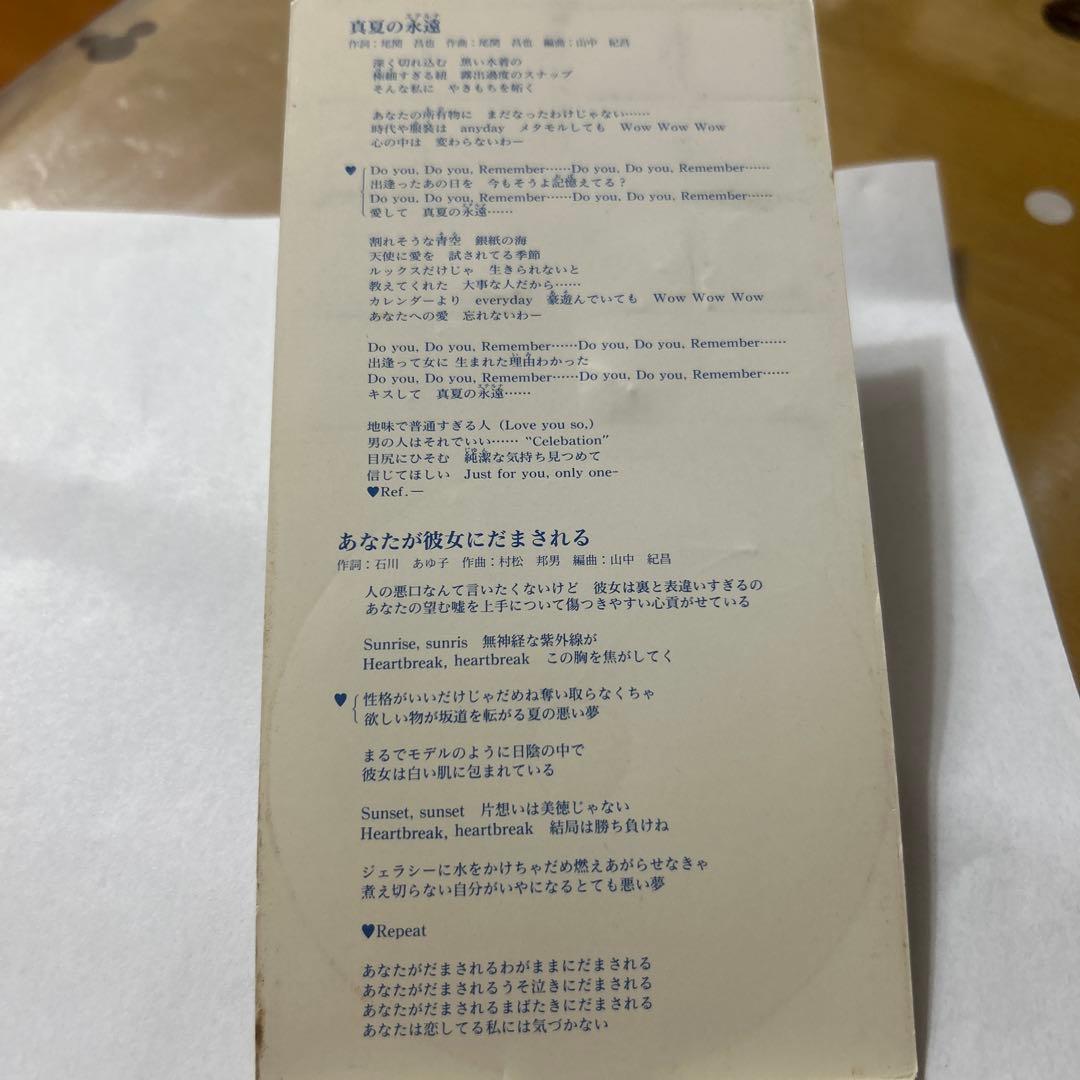 真夏の永遠
エテルナ
作詞：尾関　昌也　作曲：尾関　昌也　編曲：山中　紀昌
深く切れ込む　黒い水着の
極細すぎる紐　露出過度のスナップ
そんな私に　やきもちを妬く
あなたの所有物に　まだなったわけじゃない……
時代や服装は　anyday　メタモルしても　Wow Wow Wow
心の中は　変わらないわー
♥ Do you, Do you, Remember……Do you, Do you, Remember……
出逢ったあの日を　今もそうよ記憶えてる？
Do you, Do you, Remember……Do you, Do you, Remember……
愛して　真夏の永遠……
割れそうな青空　銀紙の海
天使に愛を　試されてる季節
ルックスだけじゃ　生きられないと
教えてくれた　大事な人だから……
カレンダーより　everyday　豪遊んでいても　Wow Wow Wow
あなたへの愛　忘れないわー
Do you, Do you, Remember……Do you, Do you, Remember……
出逢って女に 生まれた理由わかった
Do you, Do you, Remember……Do you, Do you, Remember……
キスして　真夏の永遠……
地味で普通すぎる人（Love you so,）
男の人はそれでいい…… “Celebation”
目尻にひそむ　純潔な気持ち見つめて
信じてほしい　Just for you, only one-
♥Ref.—
あなたが彼女にだまされる
作詞：石川　あゆ子　作曲：村松　邦男　編曲：山中　紀昌
人の悪口なんて言いたくないけど　彼女は裏と表違いすぎるの
あなたの望む嘘を上手について傷つきやすい心貢がせている
Sunrise, sunris　無神経な紫外線が
Heartbreak, heartbreak　この胸を焦がしてく
♥ 性格がいいだけじゃだめね奪い取らなくちゃ
欲しい物が坂道を転がる夏の悪い夢
まるでモデルのように日陰の中で
彼女は白い肌に包まれている
Sunset, sunset　片想いは美徳じゃない
Heartbreak, heartbreak　結局は勝ち負けね
ジェラシーに水をかけちゃだめ燃えあがらせなきゃ
煮え切らない自分がいやになるとても悪い夢
♥Repeat
あなたがだまされるわがままにだまされる
あなたがだまされるうそ泣きにだまされる
あなたがだまされるまばたきにだまされる
あなたは恋してる私には気づかない